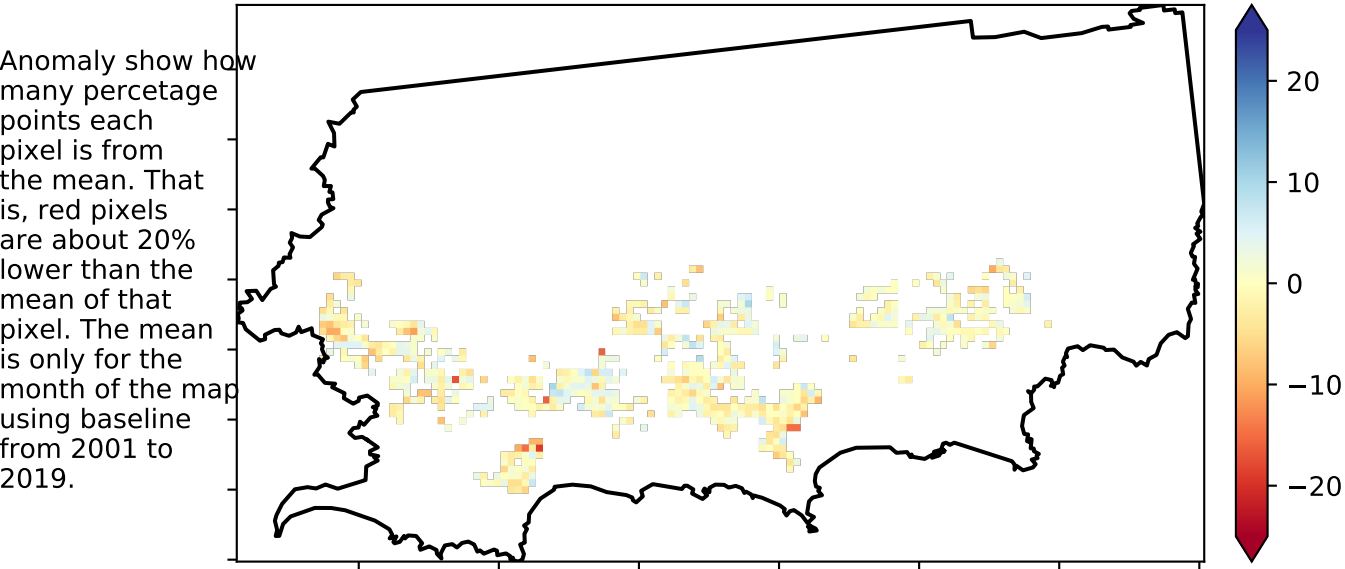 Anomaly show how
many percetage
points each
pixel is from
the mean. That
is, red pixels
are about 20%
lower than the
mean of that
pixel. The mean
is only for the
month of the map
using baseline
from 2001 to
2019.
20
10
0
−10
−20